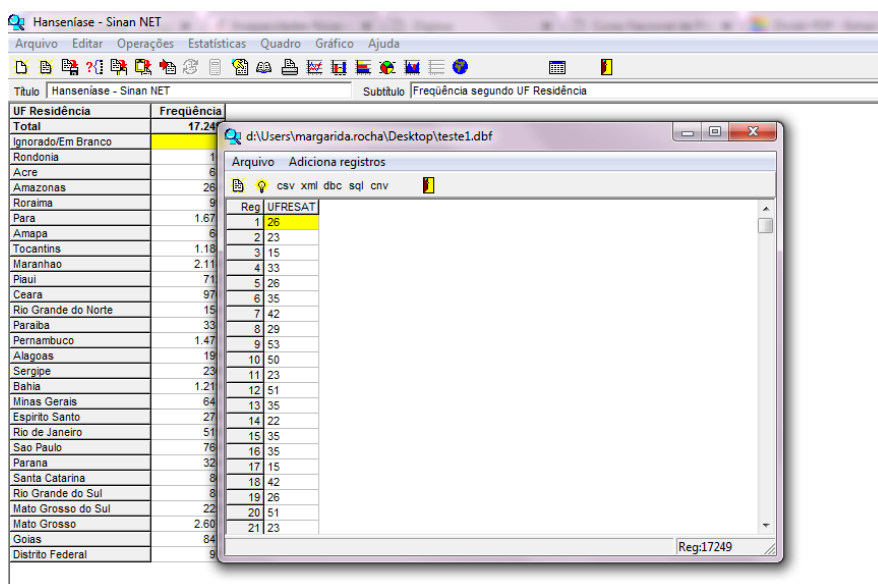 Hanseníase - Sinan NET
Arquivo Editar Operações Estatísticas Quadro Gráfico Ajuda
Título Hanseníase - Sinan NET Subtítulo Freqüência segundo UF Residência
UF Residência Freqüência
Total 17.249
Ignorado/Em Branco
Rondonia
Acre
Amazonas
Roraima
Para
Amapa
Tocantins
Maranhao
Piaui
Ceara
Rio Grande do Norte
Paraiba
Pernambuco
Alagoas
Sergipe
Bahia
Minas Gerais
Espirito Santo
Rio de Janeiro
Sao Paulo
Parana
Santa Catarina
Rio Grande do Sul
Mato Grosso do Sul
Mato Grosso
Goias
Distrito Federal
d:\Users\margarida.rocha\Desktop\teste1.dbf
Arquivo Adiciona registros
csv xml dbc sql cnv
Reg UFRESAT
1 26
2 23
3 15
4 33
5 26
6 35
7 42
8 29
9 53
10 50
11 23
12 51
13 35
14 22
15 35
16 35
17 15
18 42
19 26
20 51
21 23
Reg:17249